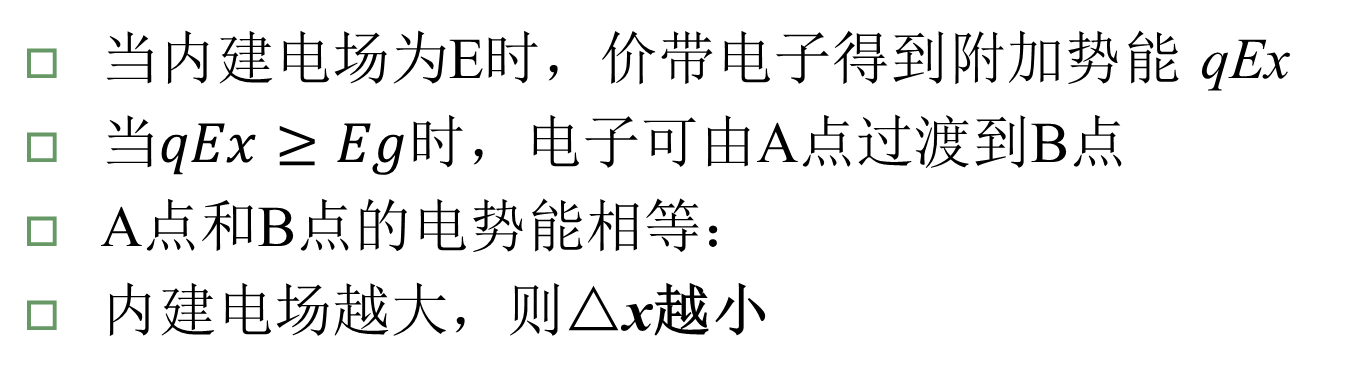 当内建电场为E时，价带电子得到附加势能 qEx
当qEx ≥ Eg时，电子可由A点过渡到B点
A点和B点的电势能相等：
内建电场越大，则△x越小